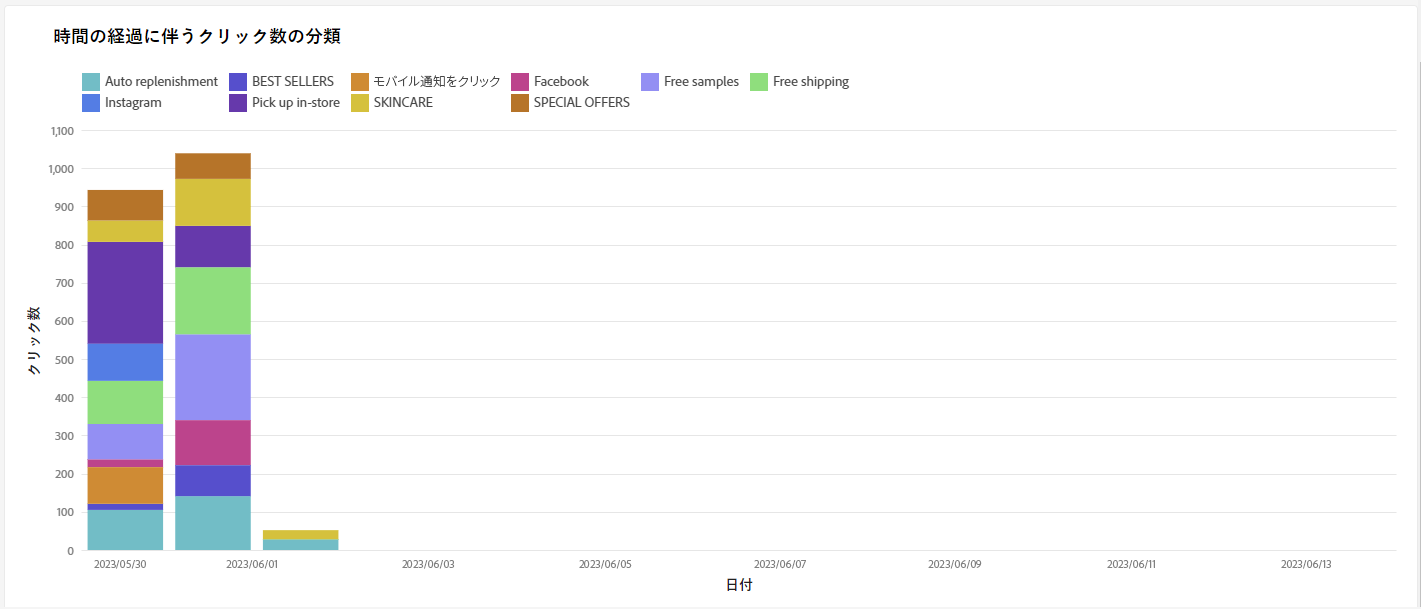 時間の経過に伴うクリック数の分類
Auto replenishment BEST SELLERS モバイル通知をクリック Facebook Free samples Free shipping
Instagram Pick up in-store SKINCARE SPECIAL OFFERS
1,100
1,000
900
800
700
600
500
400
300
200
100
0
クリック数
2023/05/30 2023/06/01 2023/06/03 2023/06/05 2023/06/07 2023/06/09 2023/06/11 2023/06/13
日付